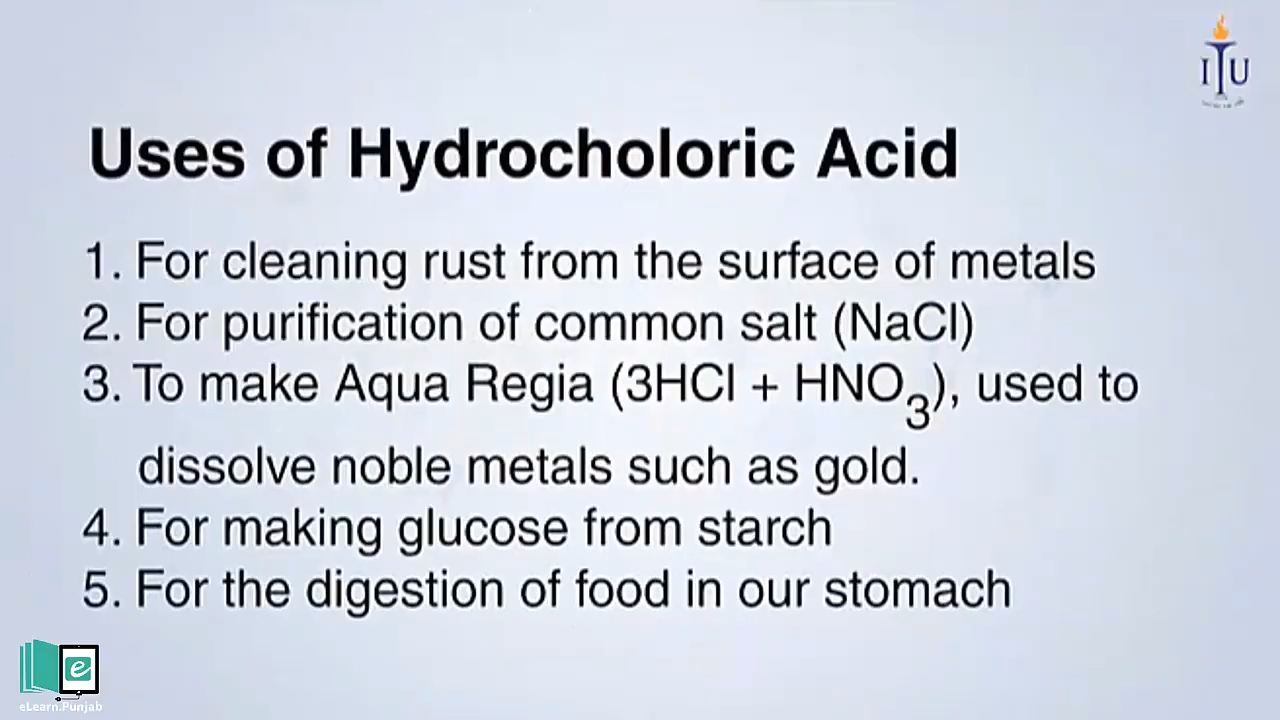 ITU
Uses of Hydrocholoric Acid
1. For cleaning rust from the surface of metals
2. For purification of common salt (NaCl)
3. To make Aqua Regia (3HCl + HNO₃), used to
dissolve noble metals such as gold.
4. For making glucose from starch
5. For the digestion of food in our stomach
e
eLearn.Punjab